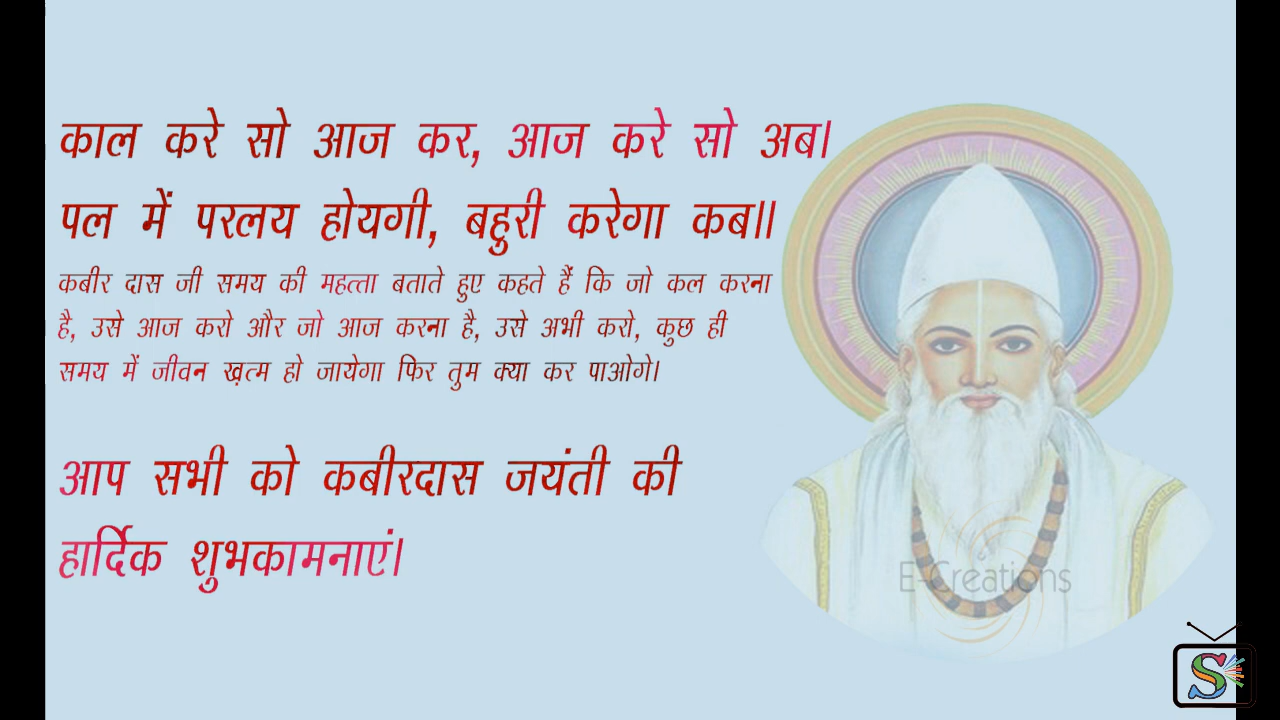 काल करे सो आज कर, आज करे सो अब।
पल में परलय होयगी, बहुरी करेगा कब॥
कबीर दास जी समय की महत्ता बताते हुए कहते हैं कि जो कल करना
है, उसे आज करो और जो आज करना है, उसे अभी करो, कुछ ही
समय में जीवन ख़त्म हो जायेगा फिर तुम क्या कर पाओगे।
आप सभी को कबीरदास जयंती की
हार्दिक शुभकामनाएं।
E-Creations
S